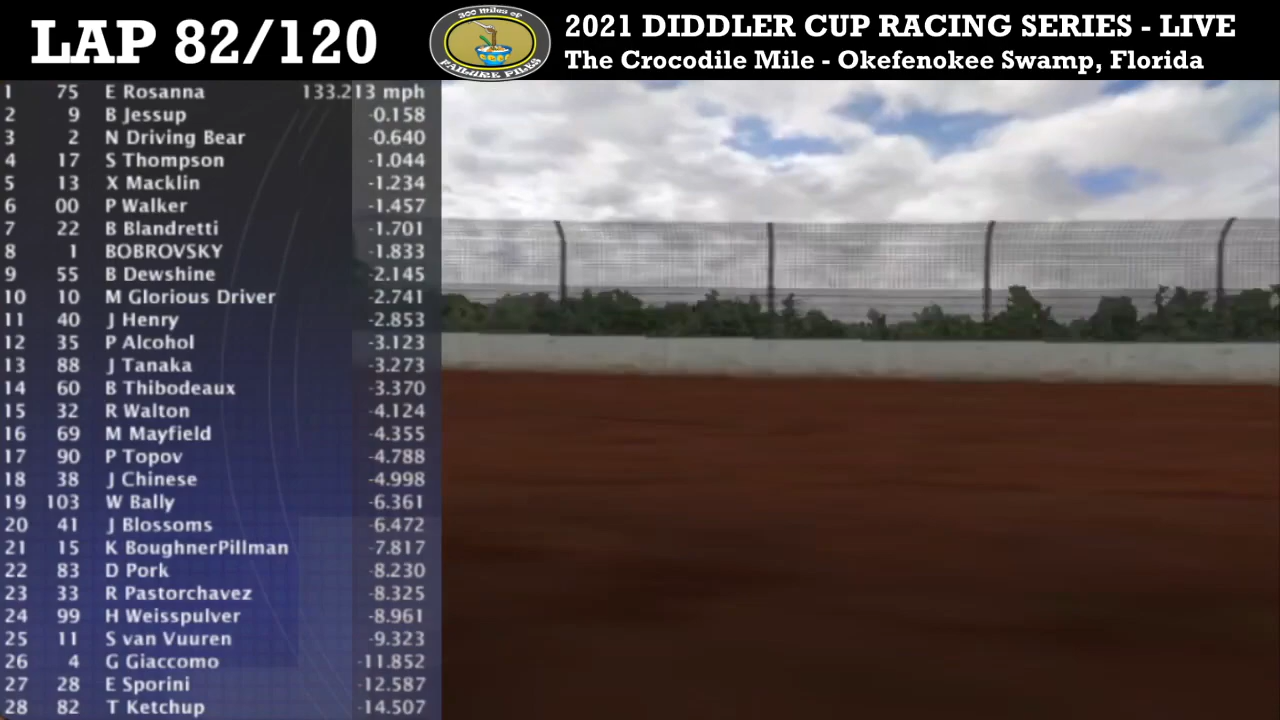 LAP 82/120
300 Miles of
FAILURE PILES
2021 DIDDLER CUP RACING SERIES - LIVE
The Crocodile Mile - Okefenokee Swamp, Florida
1 75 E Rosanna 133.213 mph
2 9 B Jessup -0.158
3 2 N Driving Bear -0.640
4 17 S Thompson -1.044
5 13 X Macklin -1.234
6 00 P Walker -1.457
7 22 B Blandretti -1.701
8 1 BOBROVSKY -1.833
9 55 B Dewshine -2.145
10 10 M Glorious Driver -2.741
11 40 J Henry -2.853
12 35 P Alcohol -3.123
13 88 J Tanaka -3.273
14 60 B Thibodeaux -3.370
15 32 R Walton -4.124
16 69 M Mayfield -4.355
17 90 P Topov -4.788
18 38 J Chinese -4.998
19 103 W Bally -6.361
20 41 J Blossoms -6.472
21 15 K BoughnerPillman -7.817
22 83 D Pork -8.230
23 33 R Pastorchavez -8.325
24 99 H Weisspulver -8.961
25 11 S van Vuuren -9.323
26 4 G Giaccomo -11.852
27 28 E Sporini -12.587
28 82 T Ketchup -14.507